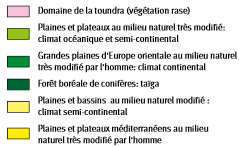 Domaine de la toundra (végétation rase)
Plaines et plateaux au milieu naturel très modifié:
climat océanique et semi-continental
Grandes plaines d'Europe orientale au milieu naturel
très modifié par l'homme: climat continental
Forêt boréale de conifères: taïga
Plaines et bassins au milieu naturel modifié :
climat semi-continental
Plaines et plateaux méditerranéens au milieu
naturel très modifié par l'homme